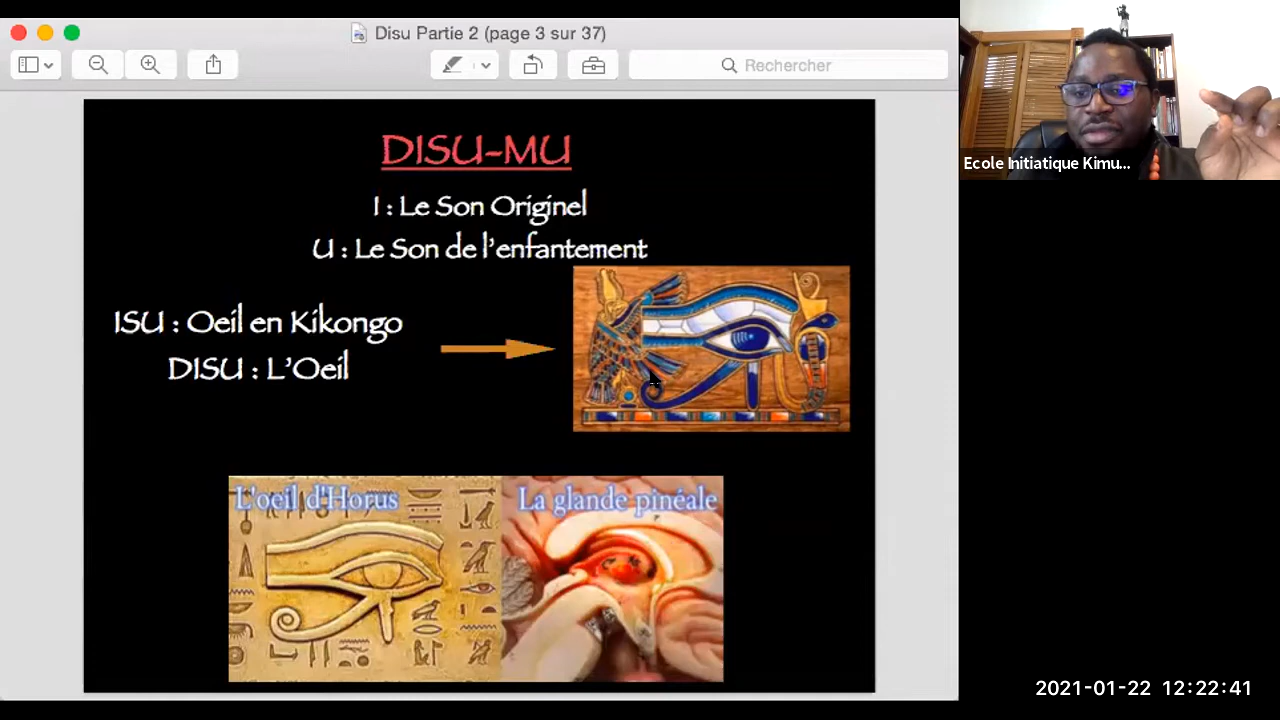 Disu Partie 2 (page 3 sur 37)
Rechercher
DISU-MU
I : Le Son Originel
U : Le Son de l'enfantement
ISU : Oeil en Kikongo
DISU : L'Oeil
L'oeil d'Horus
La glande pinéale
Ecole Initiatique Kimu...
2021-01-22 12:22:41